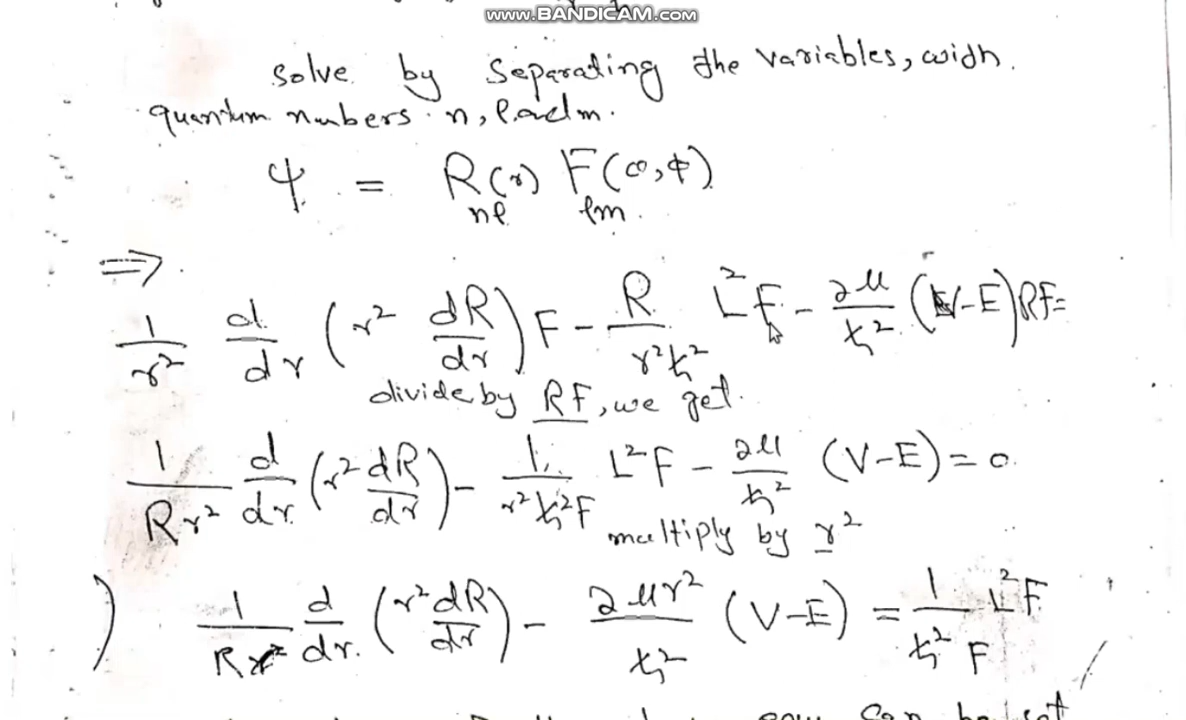 www.BANDICAM.com
solve by separating the variables, with
quantum numbers n, l and m.
ψ = R(r) F(θ,φ)
nl lm.
⇒
1/r² d/dr (r² dR/dr) F - R/r²ħ² L²F - 2μ/ħ² (V-E)RF=
divide by RF, we get
1/Rr² d/dr (r² dR/dr) - 1/r²ħ²F L²F - 2μ/ħ² (V-E) = 0
multiply by r²
1/R d/dr (r² dR/dr) - 2μr²/ħ² (V-E) = 1/ħ²F L²F